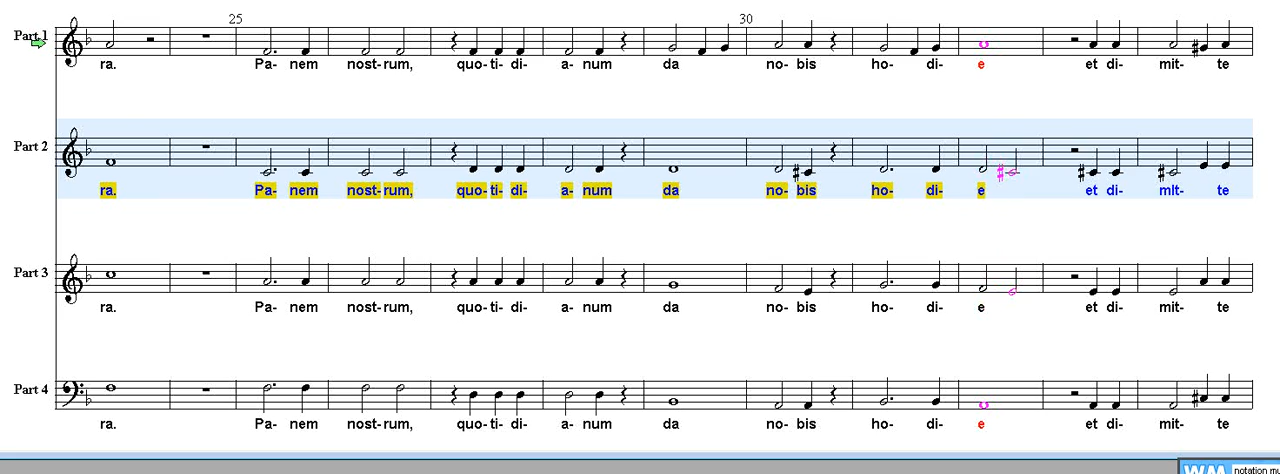 25 30
Part 1
ra. Pa- nem nost- rum, quo- ti- di- a- num da no- bis ho- di- e et di- mit- te
Part 2
ra. Pa- nem nost- rum, quo- ti- di- a- num da no- bis ho- di- e et di- mIt- te
Part 3
ra. Pa- nem nost- rum, quo- ti- di- a- num da no- bis ho- di- e et di- mit- te
Part 4
ra. Pa- nem nost- rum, quo- ti- di- a- num da no- bis ho- di- e et di- mit- te
WM notation mu